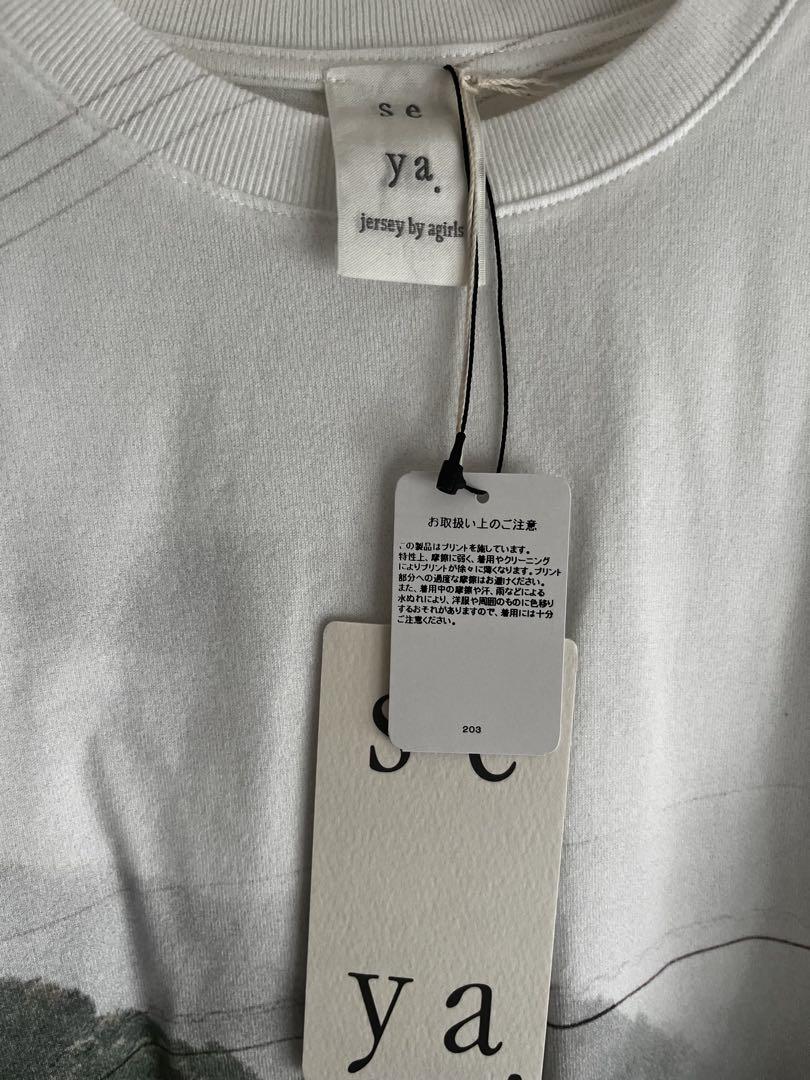 se
ya.
jersey by agirls
お取扱い上のご注意
この製品はプリントを施しています。
特性上、摩擦に弱く、着用やクリーニング
によりプリントが徐々に薄くなります。プリント
部分への過度な摩擦はお避けください。
また、着用中の摩擦や汗、雨などによる
水ぬれにより、洋服や周囲のものに色移り
するおそれがありますので、着用には十分
ご注意ください。
203
se
ya.